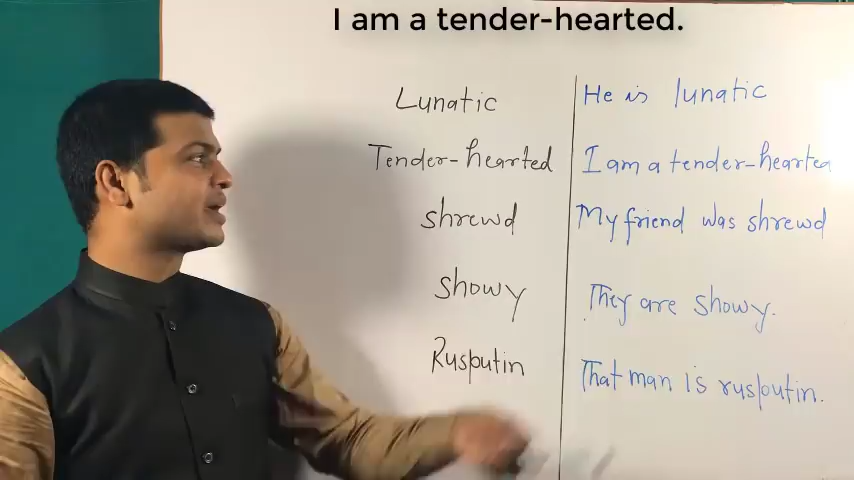 I am a tender-hearted.
Lunatic
He is lunatic
Tender-hearted
I am a tender-hearted
shrewd
My friend was shrewd
showy
They are showy.
Rusputin
That man is rusputin.